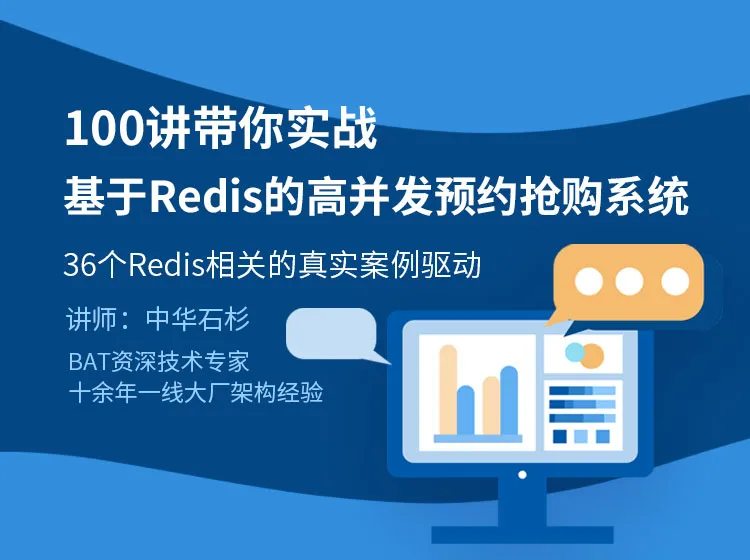 100讲带你实战
基于Redis的高并发预约抢购系统
36个Redis相关的真实案例驱动
讲师：中华石杉
BAT资深技术专家
十余年一线大厂架构经验